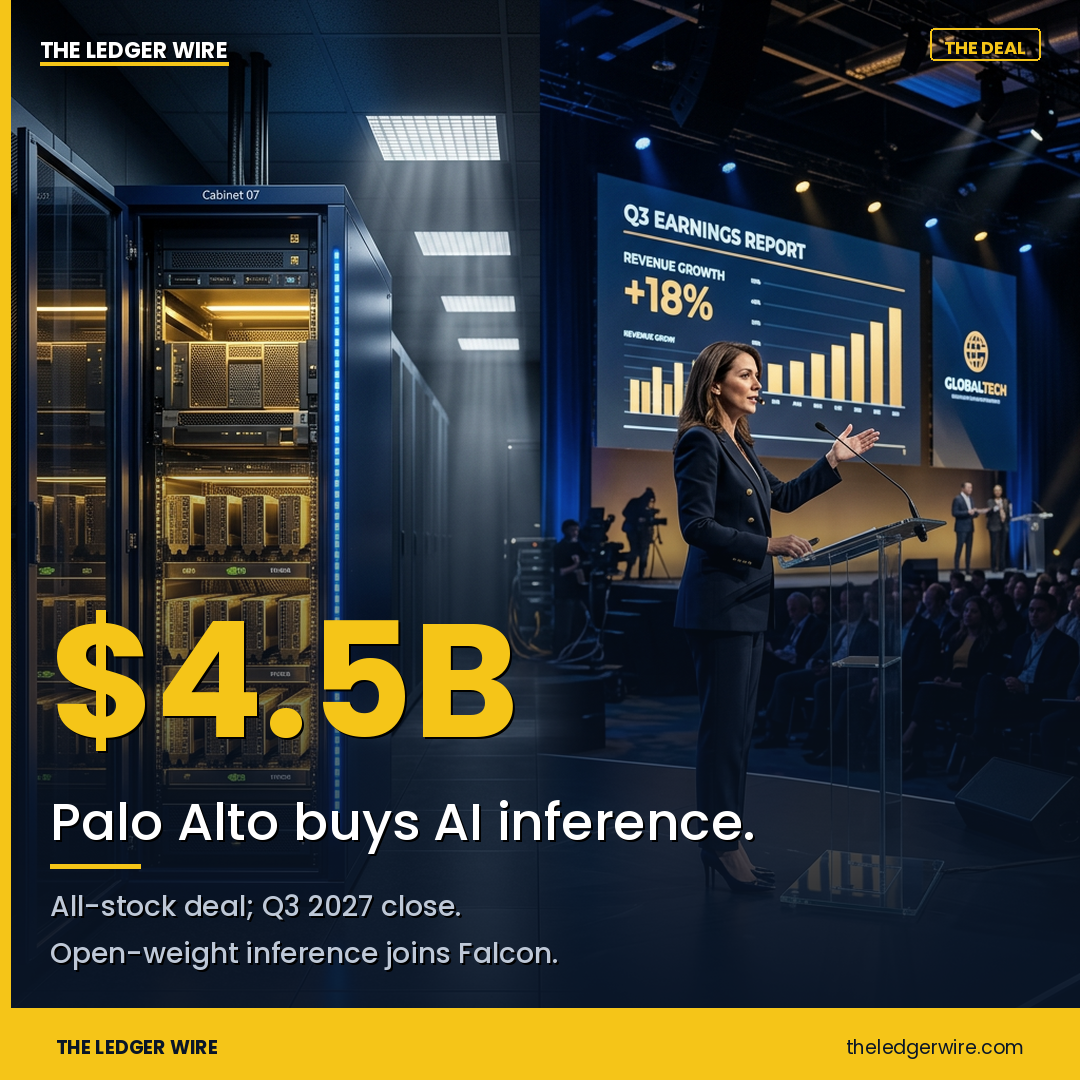 THE LEDGER WIRE
THE DEAL
Cabinet 07
Q3 EARNINGS REPORT
REVENUE GROWTH
+18%
GLOBALTECH
$4.5B
Palo Alto buys AI inference.
All-stock deal; Q3 2027 close.
Open-weight inference joins Falcon.
THE LEDGER WIRE
theledgerwire.com